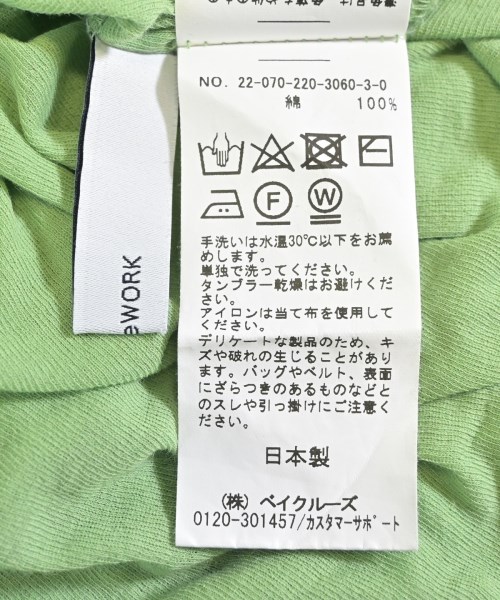 NO. 22-070-220-3060-3-0
綿 100%
F
W
手洗いは水温30℃以下をお薦
めします。
単独で洗ってください。
タンブラー乾燥はお避けくださ
い。
アイロンは当て布を使用してく
ださい。
デリケートな製品のため、キ
ズや破れの生じることがあり
ます。バッグやベルト、表面
にざらつきのあるものなどと
のスレや引っ掛けにご注意く
ださい。
日本製
(株) ベイクルーズ
0120-301457/カスタマーサポート
eWORK